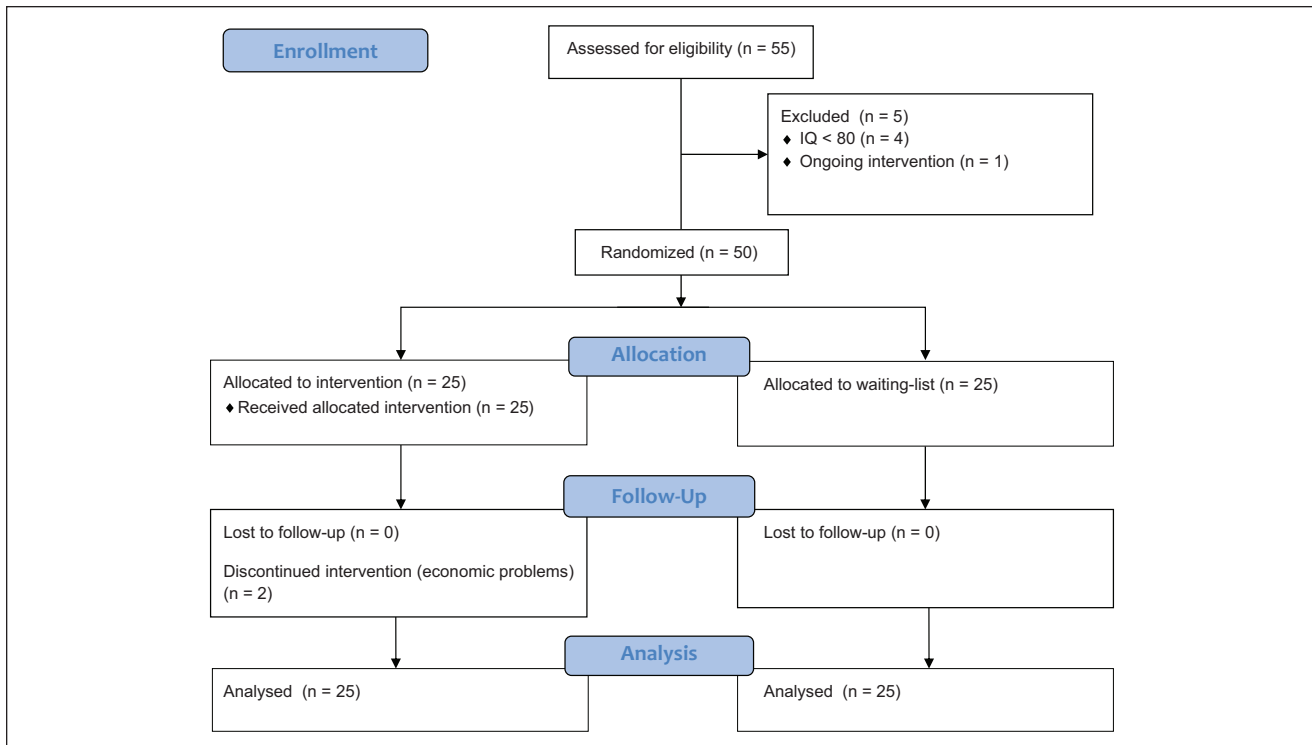 Enrollment
Assessed for eligibility (n = 55)
Excluded (n = 5)
♦ IQ < 80 (n = 4)
♦ Ongoing intervention (n = 1)
Randomized (n = 50)
Allocation
Allocated to intervention (n = 25)
♦ Received allocated intervention (n = 25)
Allocated to waiting-list (n = 25)
Follow-Up
Lost to follow-up (n = 0)
Discontinued intervention (economic problems)
(n = 2)
Lost to follow-up (n = 0)
Analysis
Analysed (n = 25)
Analysed (n = 25)